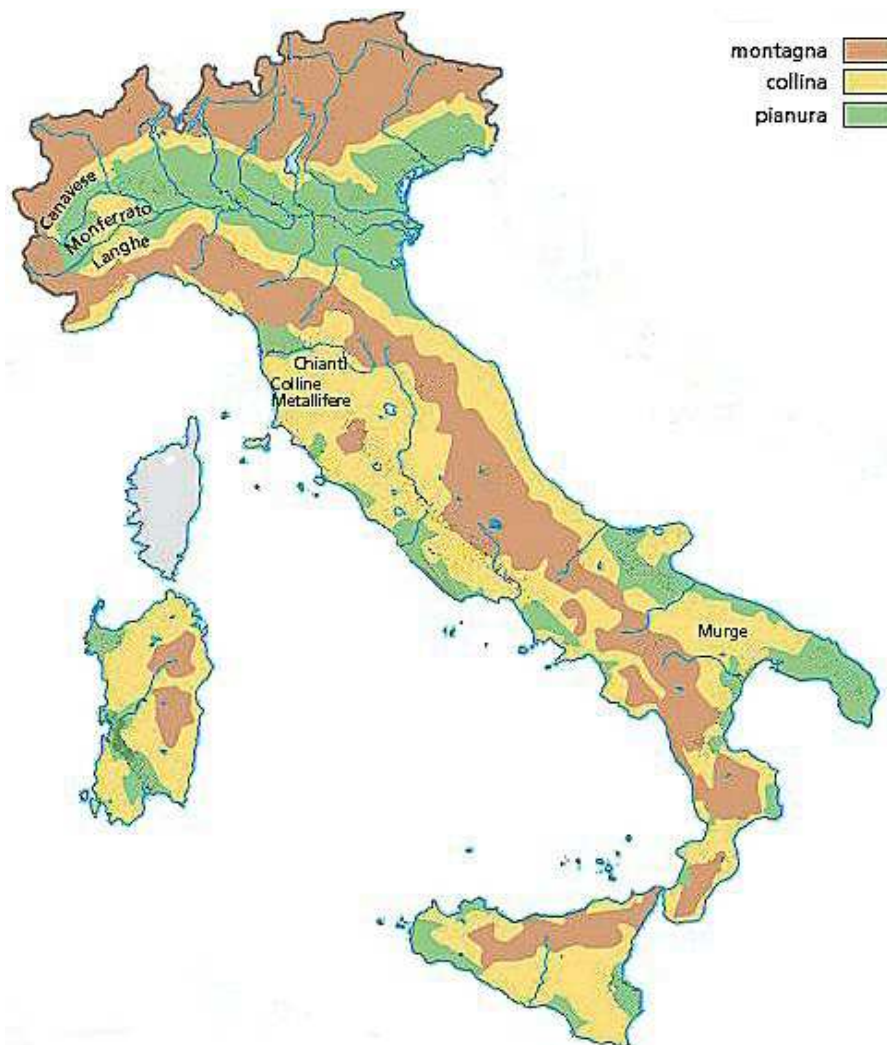 montagna
collina
pianura
Canavese
Monferrato
Langhe
Chianti
Colline
Metallifere
Murge